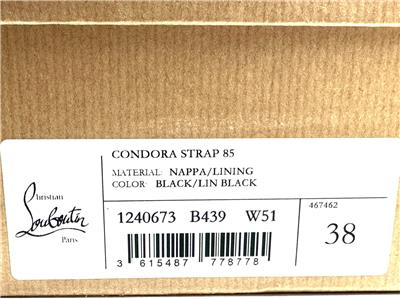 CONDORA STRAP 85
MATERIAL: NAPPA/LINING
COLOR: BLACK/LIN BLACK
Christian
Louboutin
Paris
1240673 B439 W51
3 615487 778778
467462
38